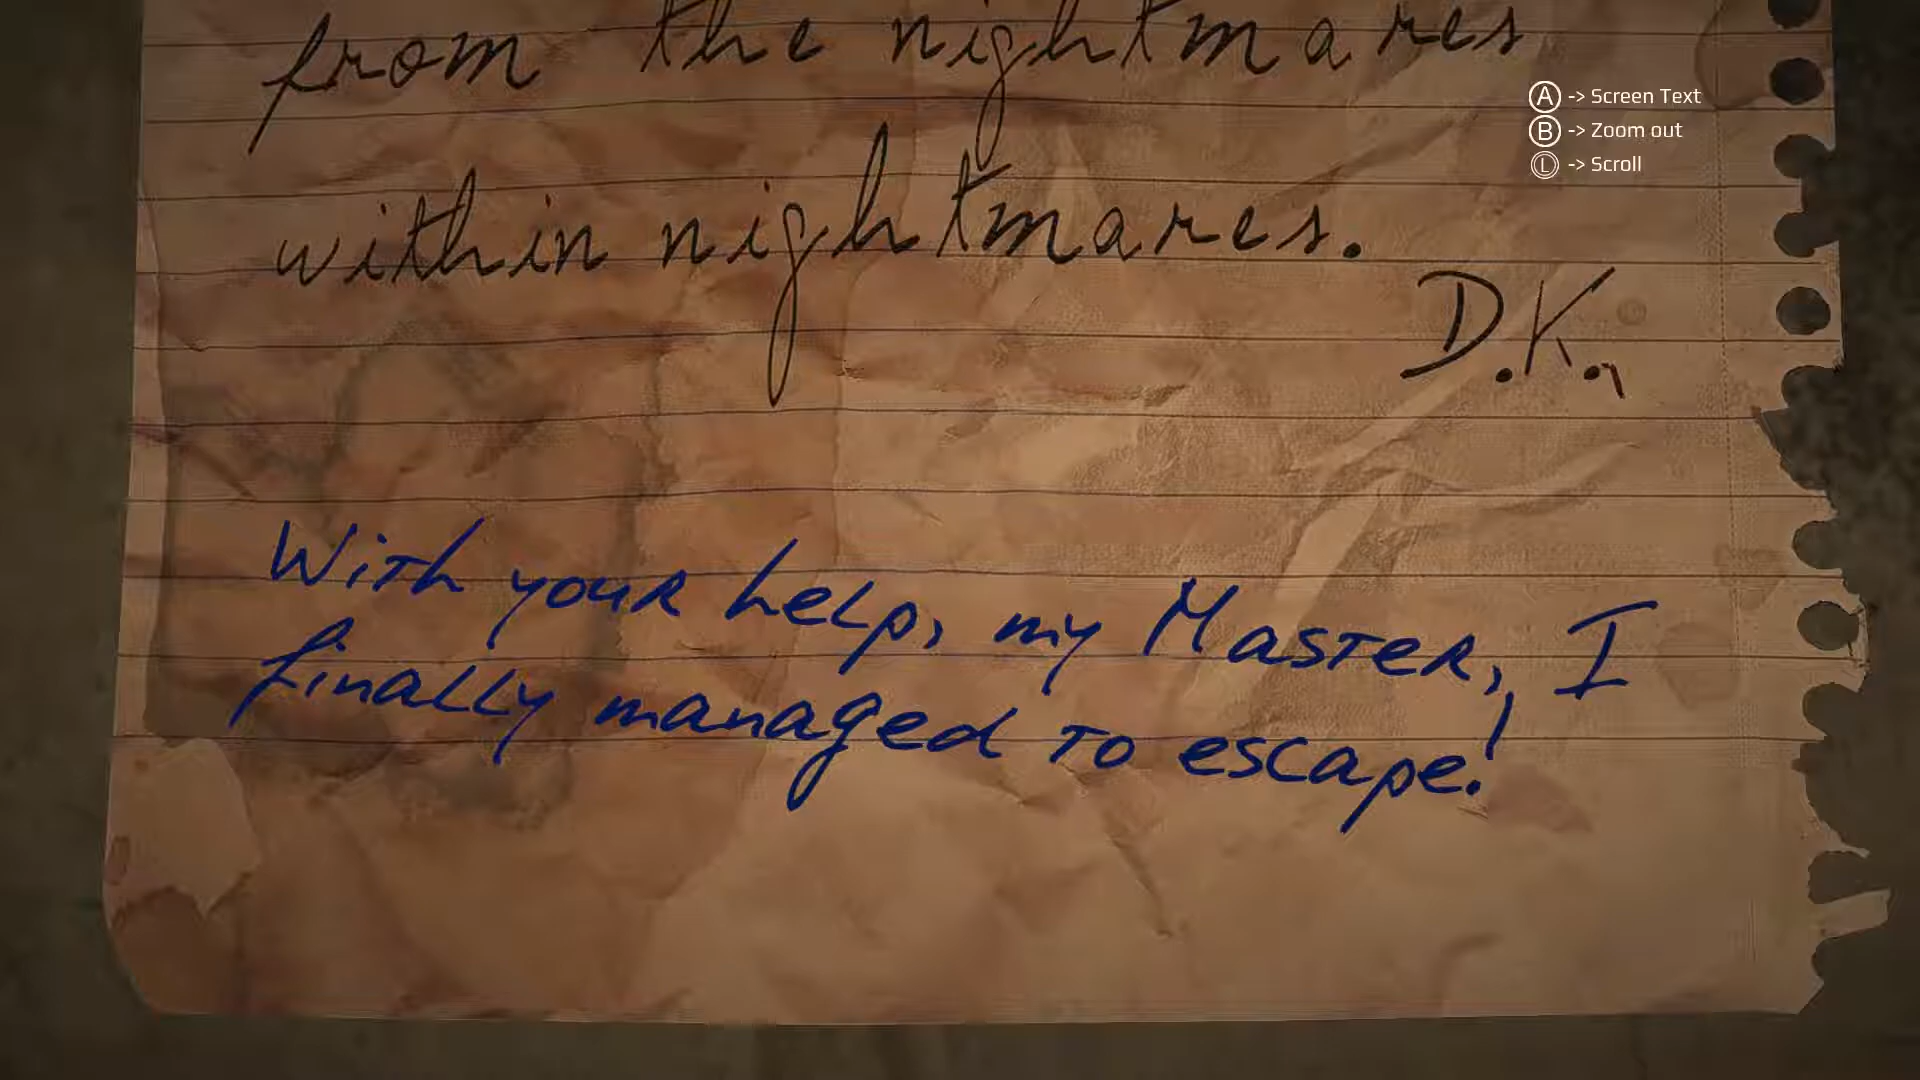 from the nightmares
within nightmares.
D.K.,
With your help, my Master, I
finally managed to escape!
A -> Screen Text
B -> Zoom out
L -> Scroll